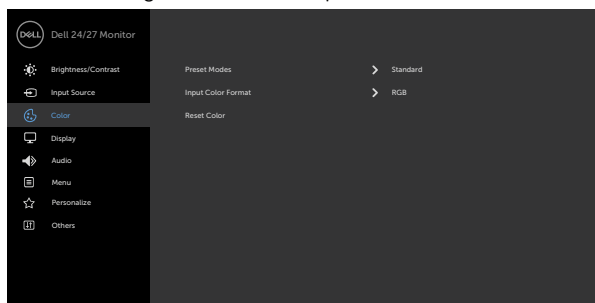 DELL Dell 24/27 Monitor
Brightness/Contrast Preset Modes Standard
Input Source Input Color Format RGB
Color Reset Color
Display
Audio
Menu
Personalize
Others